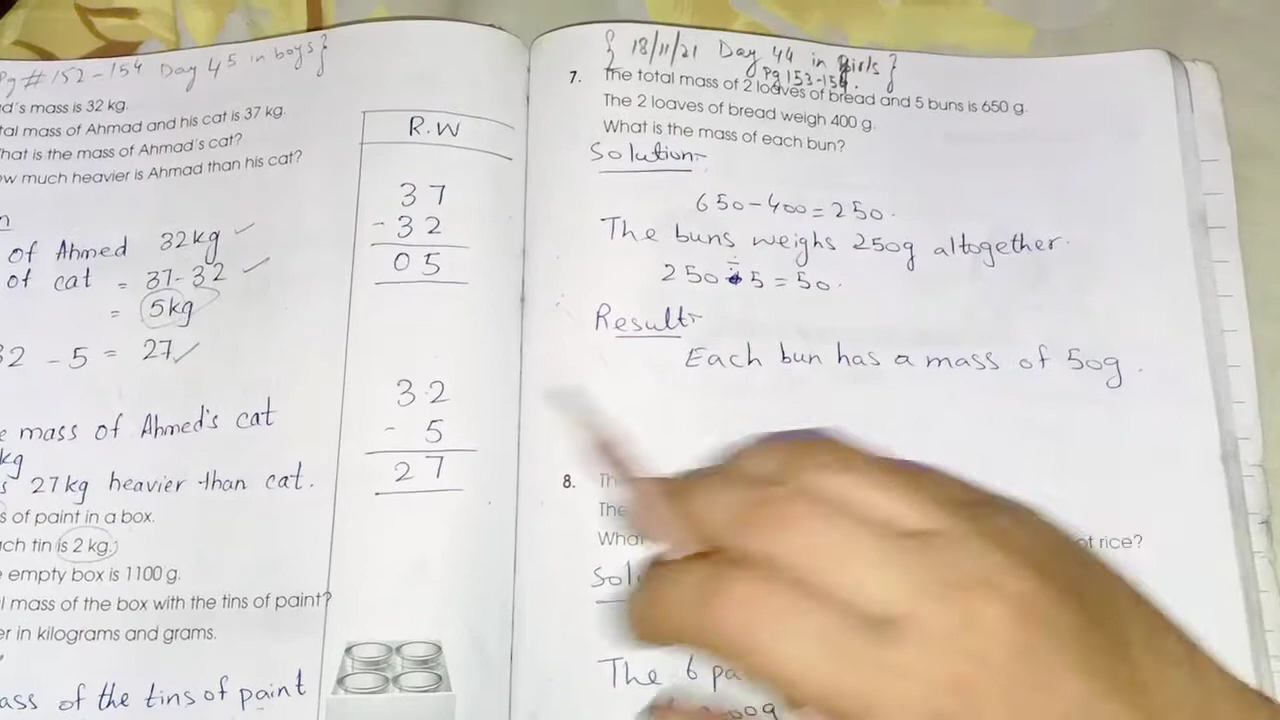 Pg # 152-154 Day 45 in boys}
d's mass is 32 kg.
tal mass of Ahmad and his cat is 37 kg.
hat is the mass of Ahmad's cat?
ow much heavier is Ahmad than his cat?
of Ahmed 32kg
of cat = 37-32
= 5kg
32 - 5 = 27
e mass of Ahmed's cat
kg
s 27kg heavier than cat.
s of paint in a box.
ch tin is 2 kg.
e empty box is 1100 g.
l mass of the box with the tins of paint?
er in kilograms and grams.
ass of the tins of paint
R.W
37
- 32
05
32
- 5
27
{ 18/11/21 Day 44 in girls }
Pg 153-154.
7. The total mass of 2 loaves of bread and 5 buns is 650 g.
The 2 loaves of bread weigh 400 g.
What is the mass of each bun?
Solution:-
650-400=250.
The buns weighs 250g altogether.
250 ÷ 5 = 50.
Result:-
Each bun has a mass of 50g.
8. Th
The
What of rice?
Sol
The 6 pa
00g